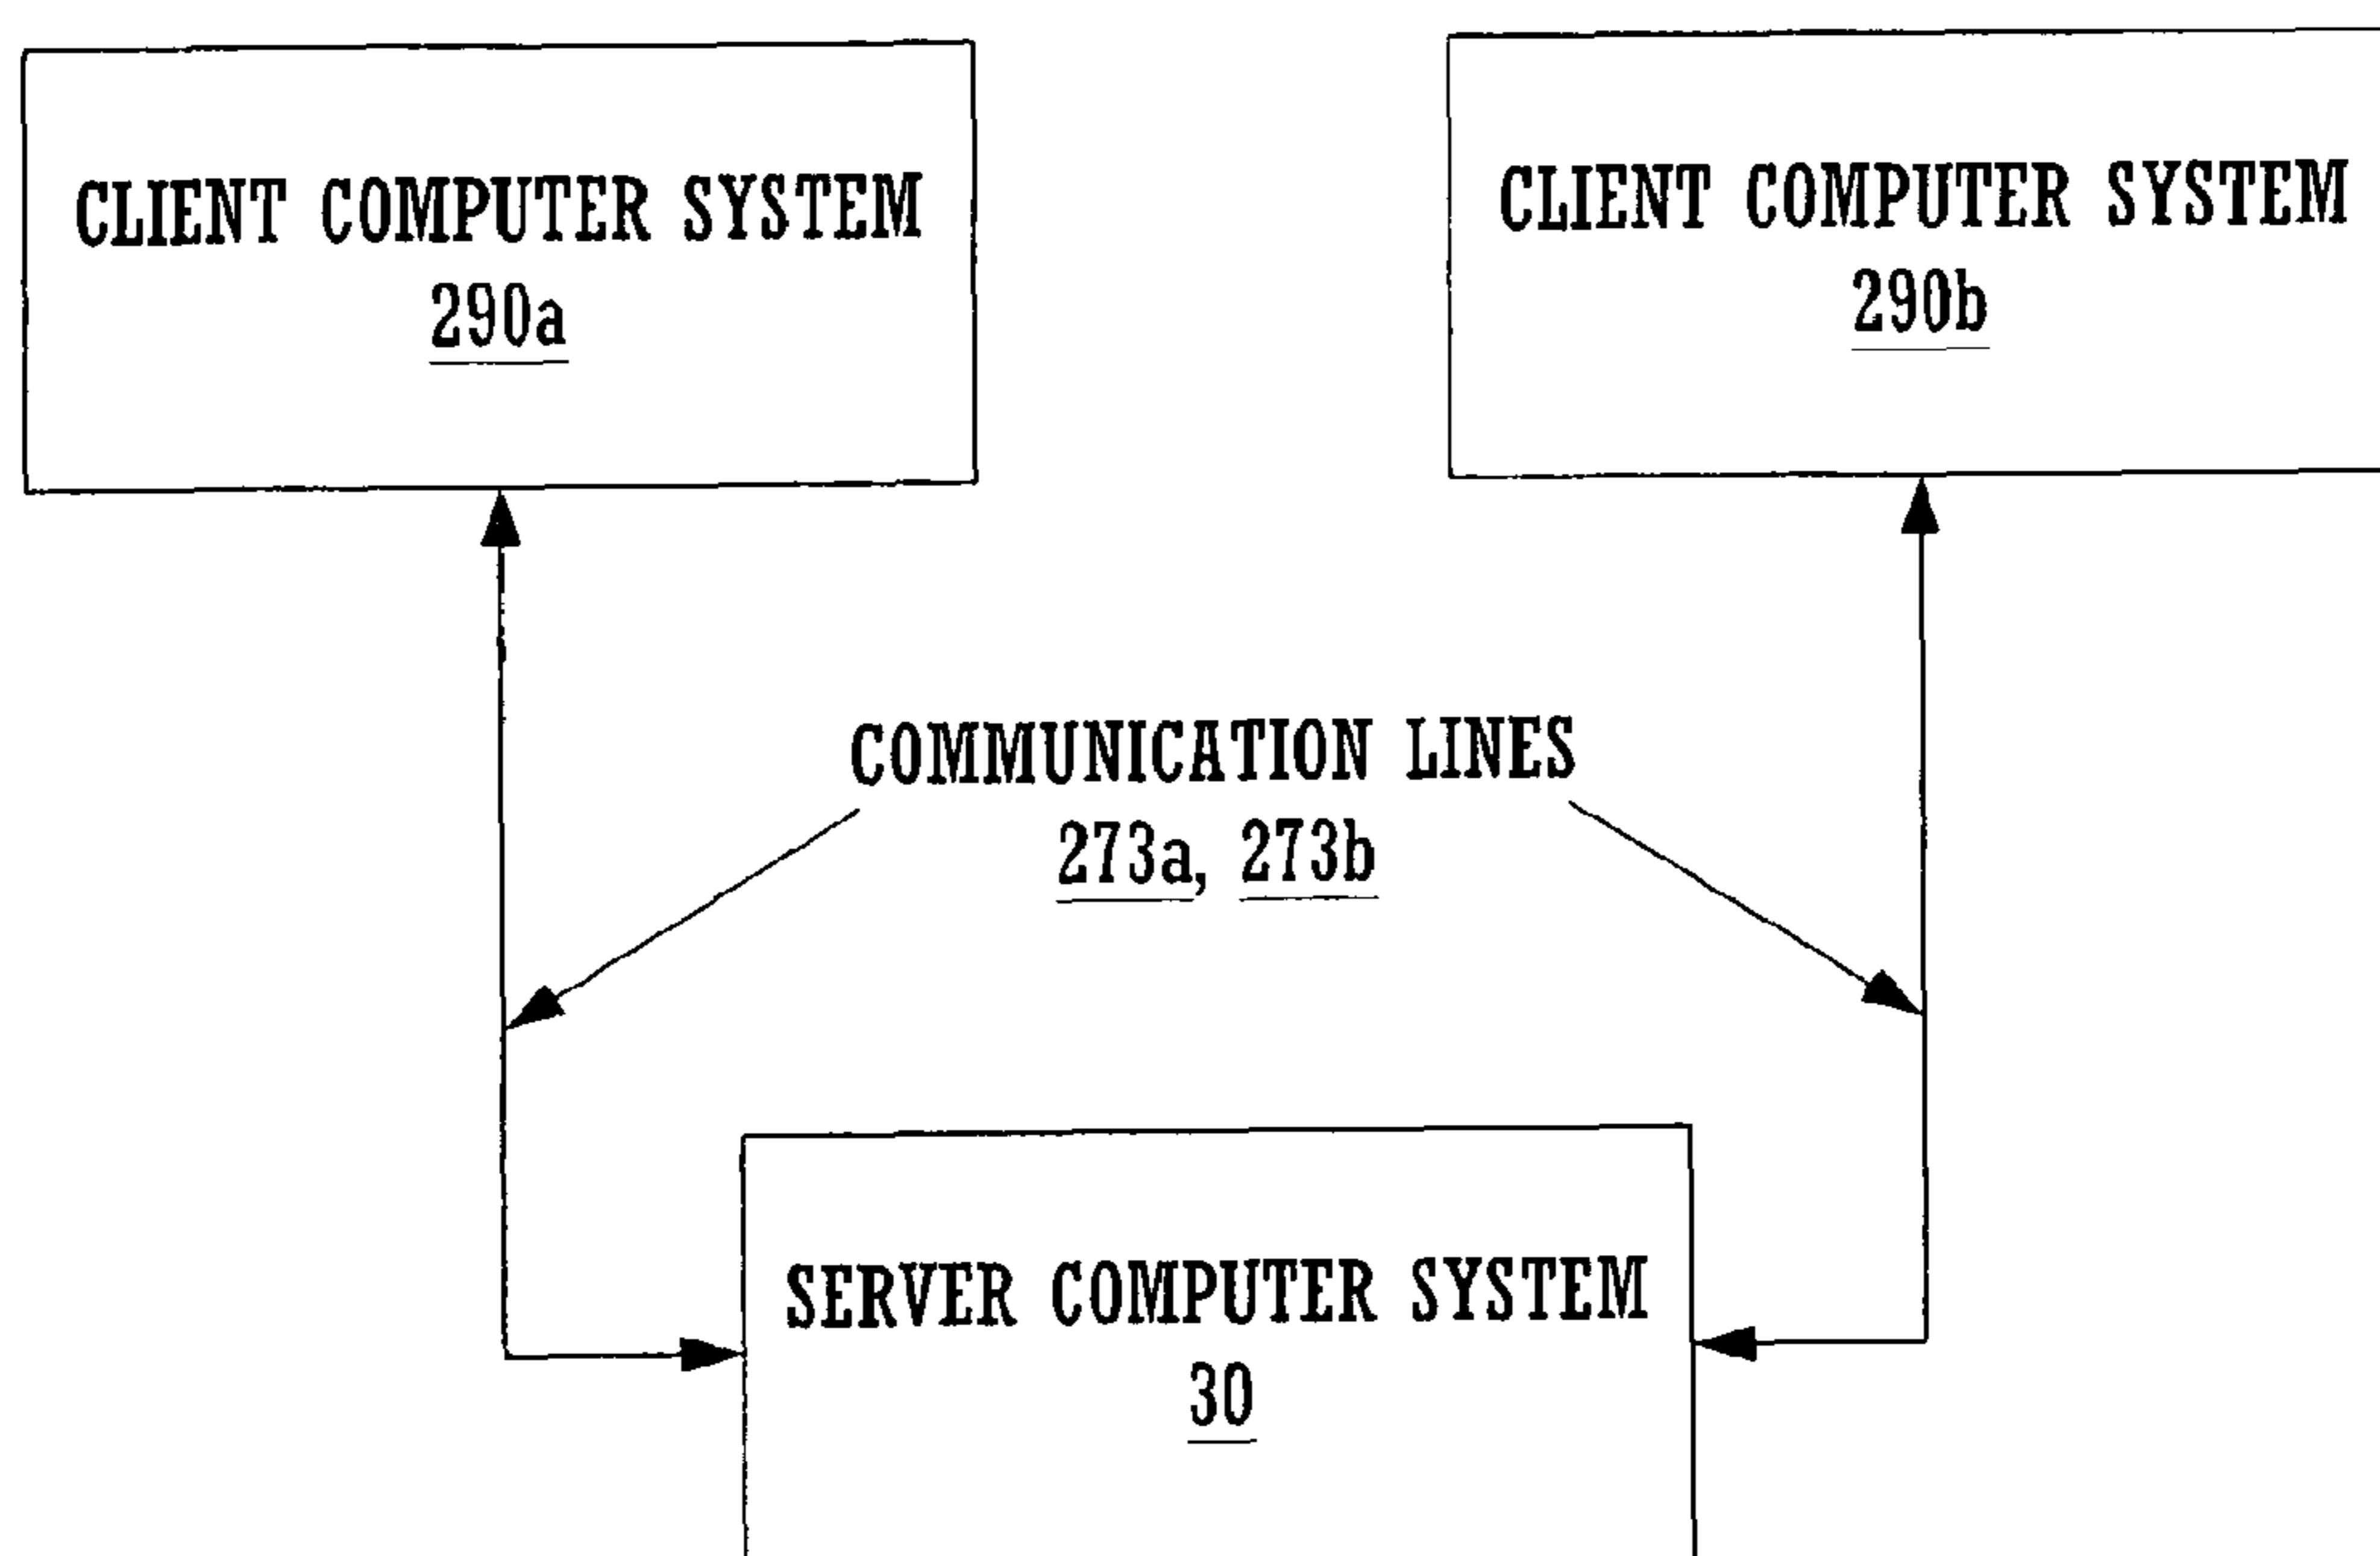 CLIENT COMPUTER SYSTEM
290a
CLIENT COMPUTER SYSTEM
290b
COMMUNICATION LINES
273a, 273b
SERVER COMPUTER SYSTEM
30